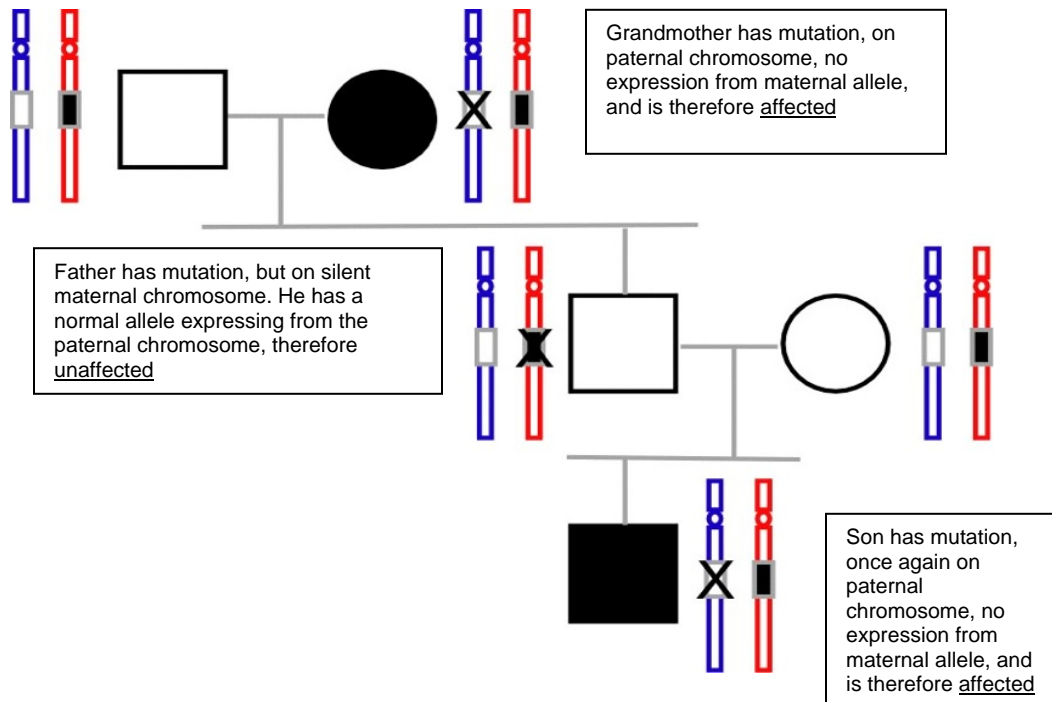 Grandmother has mutation, on
paternal chromosome, no
expression from maternal allele,
and is therefore affected
Father has mutation, but on silent
maternal chromosome. He has a
normal allele expressing from the
paternal chromosome, therefore
unaffected
Son has mutation,
once again on
paternal
chromosome, no
expression from
maternal allele, and
is therefore affected